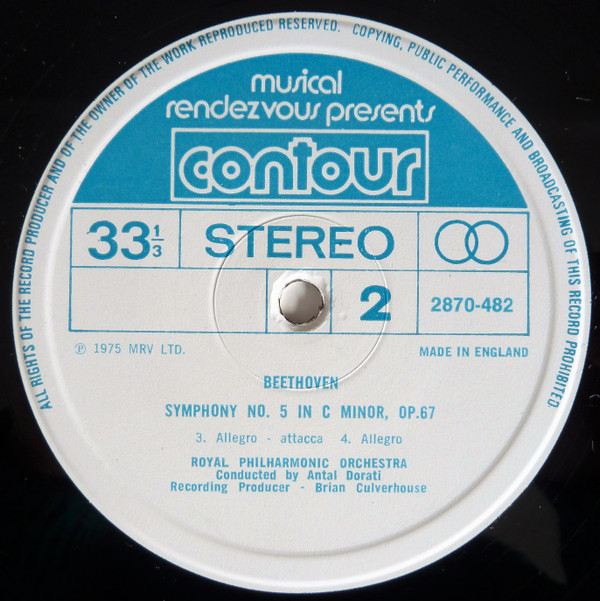 ALL RIGHTS OF THE RECORD PRODUCER AND OF THE OWNER OF THE WORK REPRODUCED RESERVED. COPYING, PUBLIC PERFORMANCE AND BROADCASTING OF THIS RECORD PROHIBITED
musical
rendezvous presents
contour
33 1/3 STEREO
2 2870-482
℗ 1975 MRV LTD. MADE IN ENGLAND
BEETHOVEN
SYMPHONY NO. 5 IN C MINOR, OP.67
3. Allegro - attacca 4. Allegro
ROYAL PHILHARMONIC ORCHESTRA
Conducted by Antal Dorati
Recording Producer - Brian Culverhouse